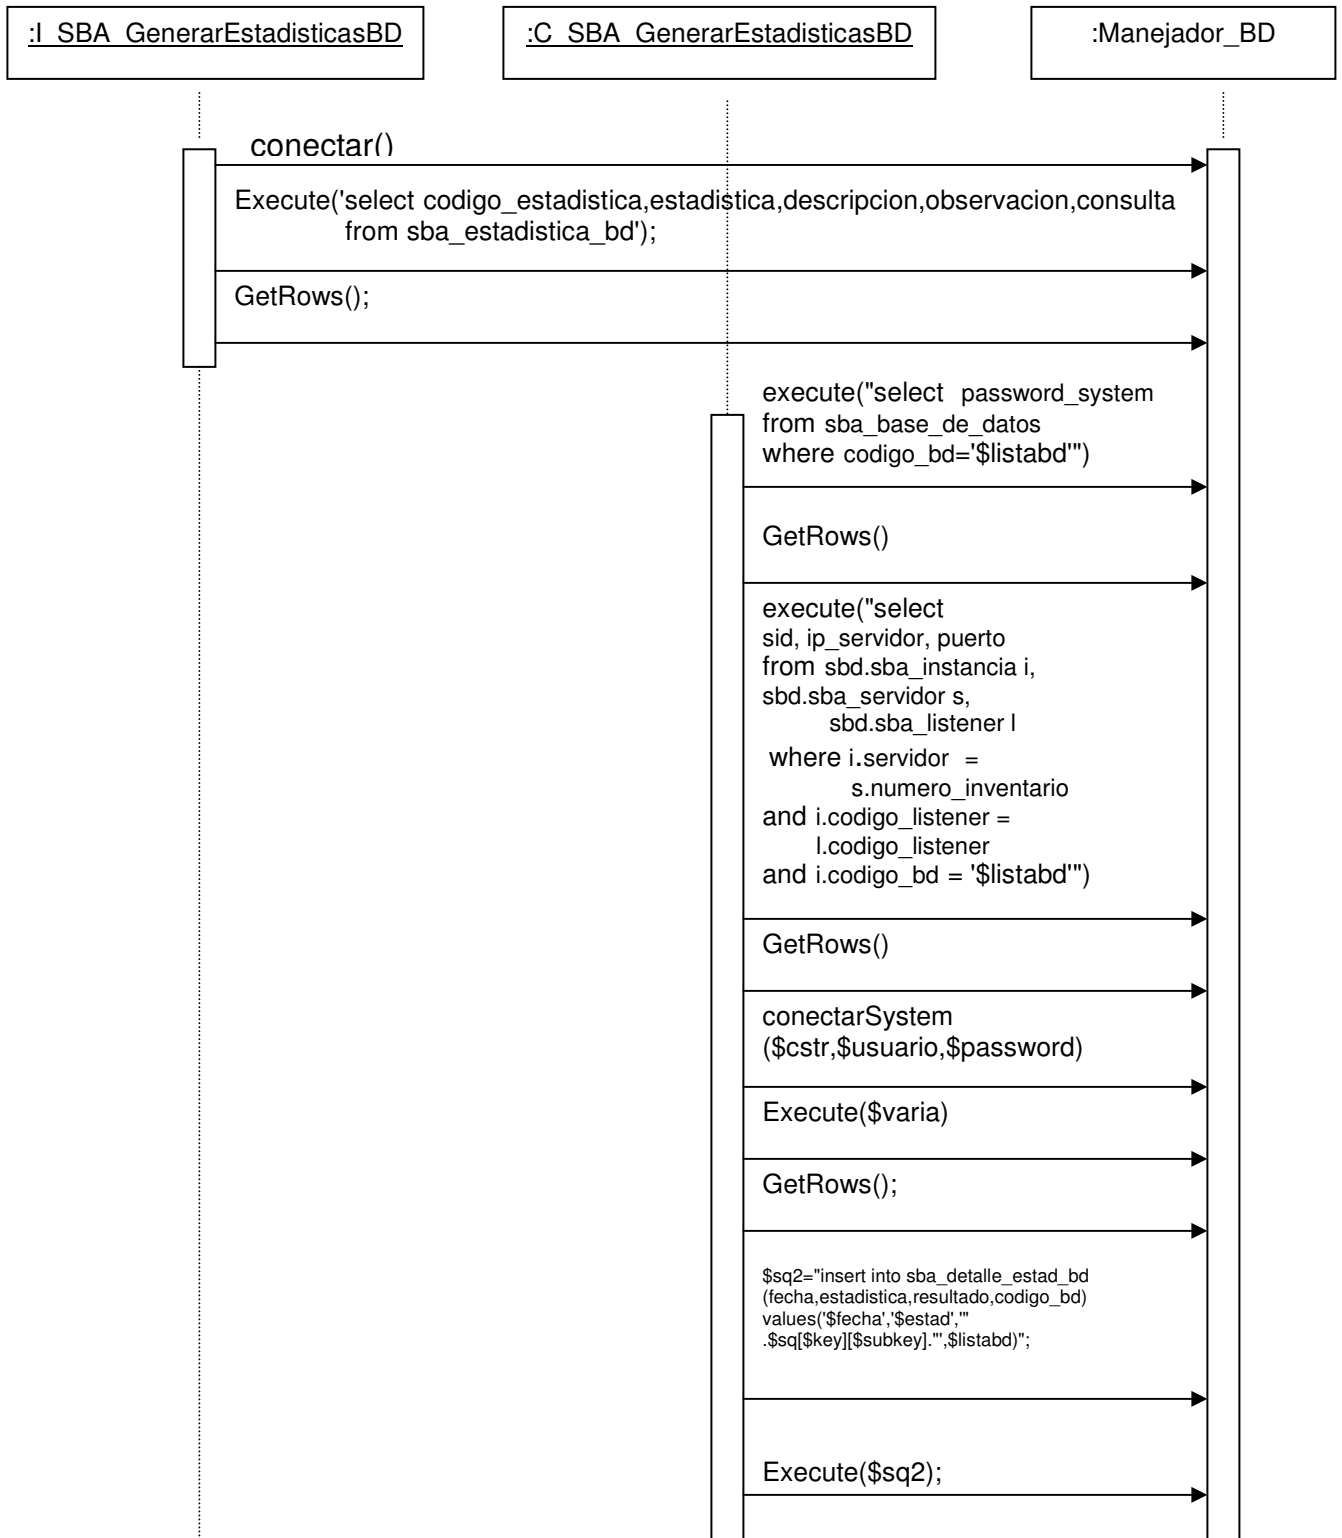 :I_SBA_GenerarEstadisticasBD
:C_SBA_GenerarEstadisticasBD
:Manejador_BD
conectar()
Execute('select codigo_estadistica,estadistica,descripcion,observacion,consulta
from sba_estadistica_bd');
GetRows();
execute("select password_system
from sba_base_de_datos
where codigo_bd='$listabd'")
GetRows()
execute("select
sid, ip_servidor, puerto
from sbd.sba_instancia i,
sbd.sba_servidor s,
sbd.sba_listener l
where i.servidor =
s.numero_inventario
and i.codigo_listener =
l.codigo_listener
and i.codigo_bd = '$listabd'")
GetRows()
conectarSystem
($cstr,$usuario,$password)
Execute($varia)
GetRows();
$sq2="insert into sba_detalle_estad_bd
(fecha,estadistica,resultado,codigo_bd)
values('$fecha','$estad','"
.$sq[$key][$subkey]."',$listabd)";
Execute($sq2);